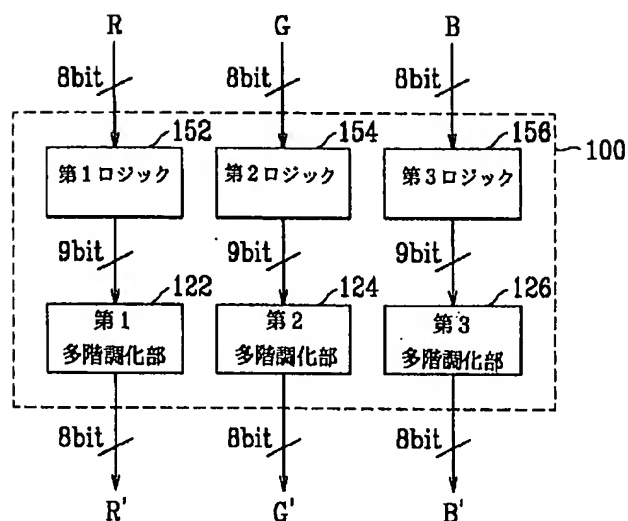 R G B
8bit 8bit 8bit
152 154 156
100
第1ロジック 第2ロジック 第3ロジック
9bit 9bit 9bit
122 124 126
第1 第2 第3
多階調化部 多階調化部 多階調化部
8bit 8bit 8bit
R' G' B'